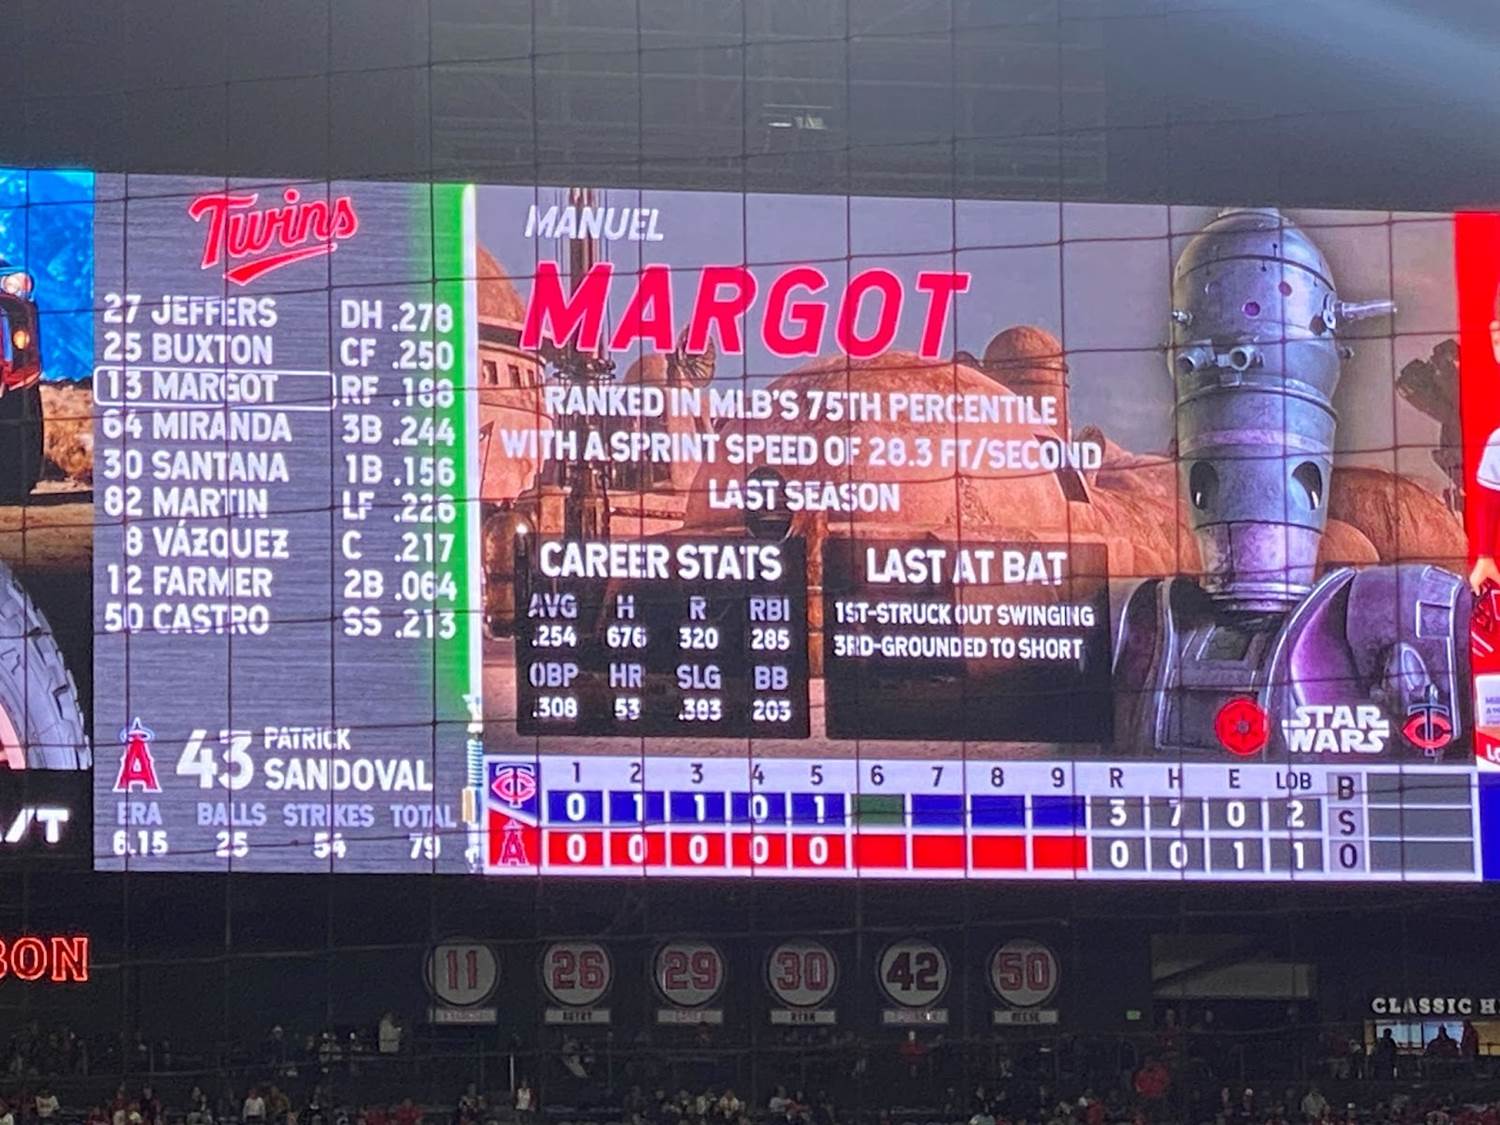 Twins
27 JEFFERS DH .278
25 BUXTON CF .250
13 MARGOT RF .188
64 MIRANDA 3B .244
30 SANTANA 1B .156
82 MARTIN LF .226
8 VÁZQUEZ C .217
12 FARMER 2B .064
50 CASTRO SS .213
A 43 PATRICK
SANDOVAL
ERA BALLS STRIKES TOTAL
6.15 25 54 79
MANUEL
MARGOT
RANKED IN MLB'S 75TH PERCENTILE
WITH A SPRINT SPEED OF 28.3 FT/SECOND
LAST SEASON
CAREER STATS
AVG H R RBI
.254 676 320 285
OBP HR SLG BB
.308 53 .383 203
LAST AT BAT
1ST-STRUCK OUT SWINGING
3RD-GROUNDED TO SHORT
STAR
WARS
TC
1 2 3 4 5 6 7 8 9 R H E LOB B
TC 0 1 1 0 1 3 7 0 2 S
A 0 0 0 0 0 0 0 1 1 O
/T
BON
11 26 29 30 42 50
AUTRY RYAN REESE
CLASSIC H